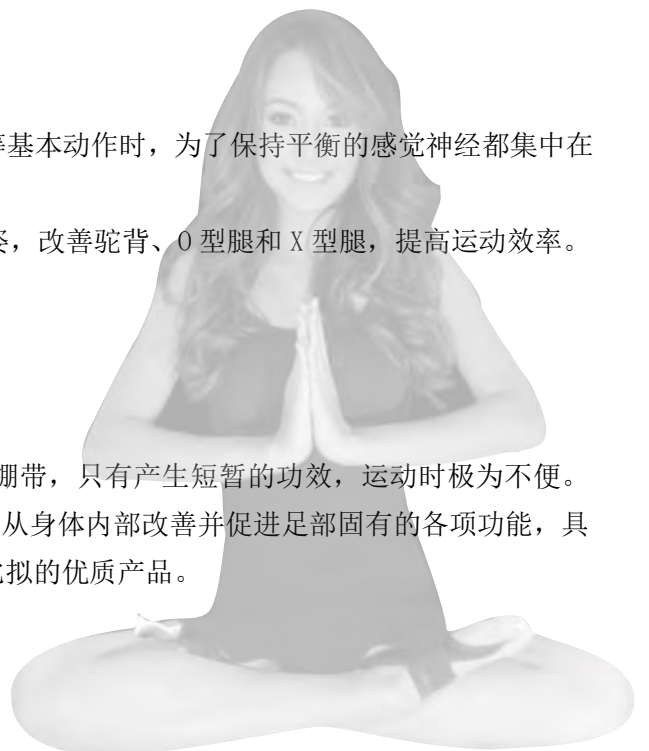 等基本动作时，为了保持平衡的感觉神经都集中在
姿，改善驼背、O 型腿和 X 型腿，提高运动效率。
绷带，只有产生短暂的功效，运动时极为不便。
从身体内部改善并促进足部固有的各项功能，具
比拟的优质产品。